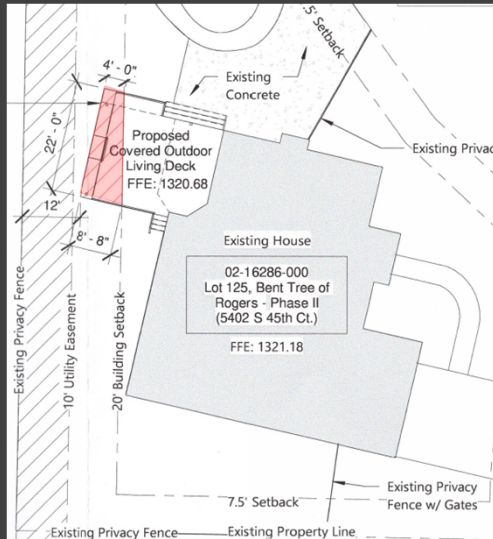 7.5' Setback
4' - 0"
Existing
Concrete
22' - 0"
Proposed
Covered Outdoor
Living Deck
FFE: 1320.68
Existing Privac
12'
8' - 8"
Existing House
02-16286-000
Lot 125, Bent Tree of
Rogers - Phase II
(5402 S 45th Ct.)
FFE: 1321.18
Existing Privacy Fence
10' Utility Easement
20' Building Setback
7.5' Setback
Existing Privacy
Fence w/ Gates
Existing Privacy Fence
Existing Property Line